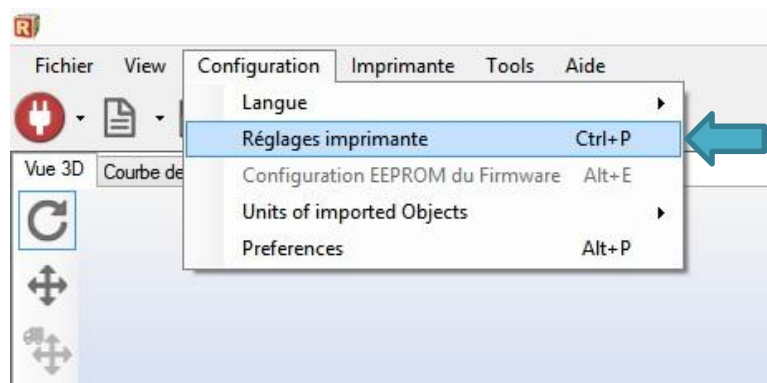 R
Fichier View Configuration Imprimante Tools Aide
Langue
Réglages imprimante Ctrl+P
Vue 3D Courbe de
Configuration EEPROM du Firmware Alt+E
Units of imported Objects
Preferences Alt+P